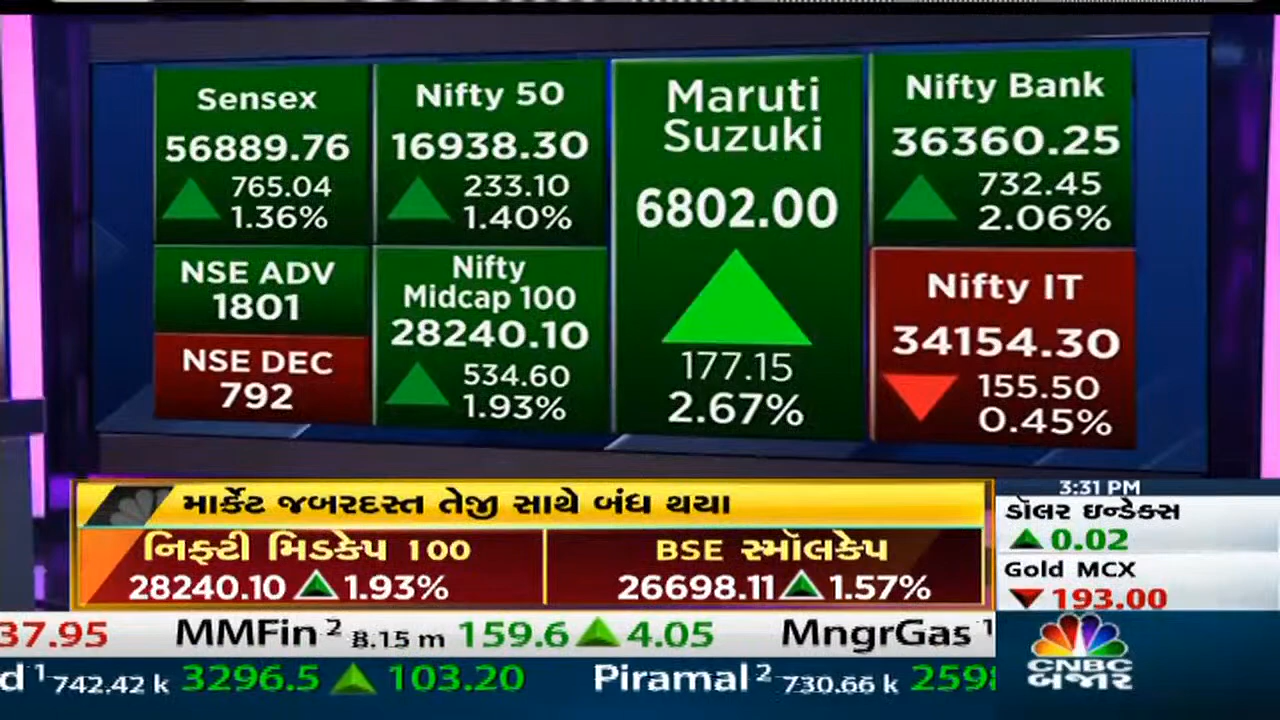 Sensex
56889.76
765.04
1.36%
NSE ADV
1801
NSE DEC
792
Nifty 50
16938.30
233.10
1.40%
Nifty
Midcap 100
28240.10
534.60
1.93%
Maruti
Suzuki
6802.00
177.15
2.67%
Nifty Bank
36360.25
732.45
2.06%
Nifty IT
34154.30
155.50
0.45%
માર્કેટ જબરદસ્ત તેજી સાથે બંધ થયા
નિફ્ટી મિડકેપ 100
28240.10 1.93%
BSE સ્મૉલકેપ
26698.11 1.57%
3:31 PM
ડૉલર ઇન્ડેક્સ
0.02
Gold MCX
193.00
37.95 MMFin 2 8.15 m 159.6 4.05 MngrGas 1
d 1 742.42 k 3296.5 103.20 Piramal 2 730.66 k 259
CNBC
બજાર